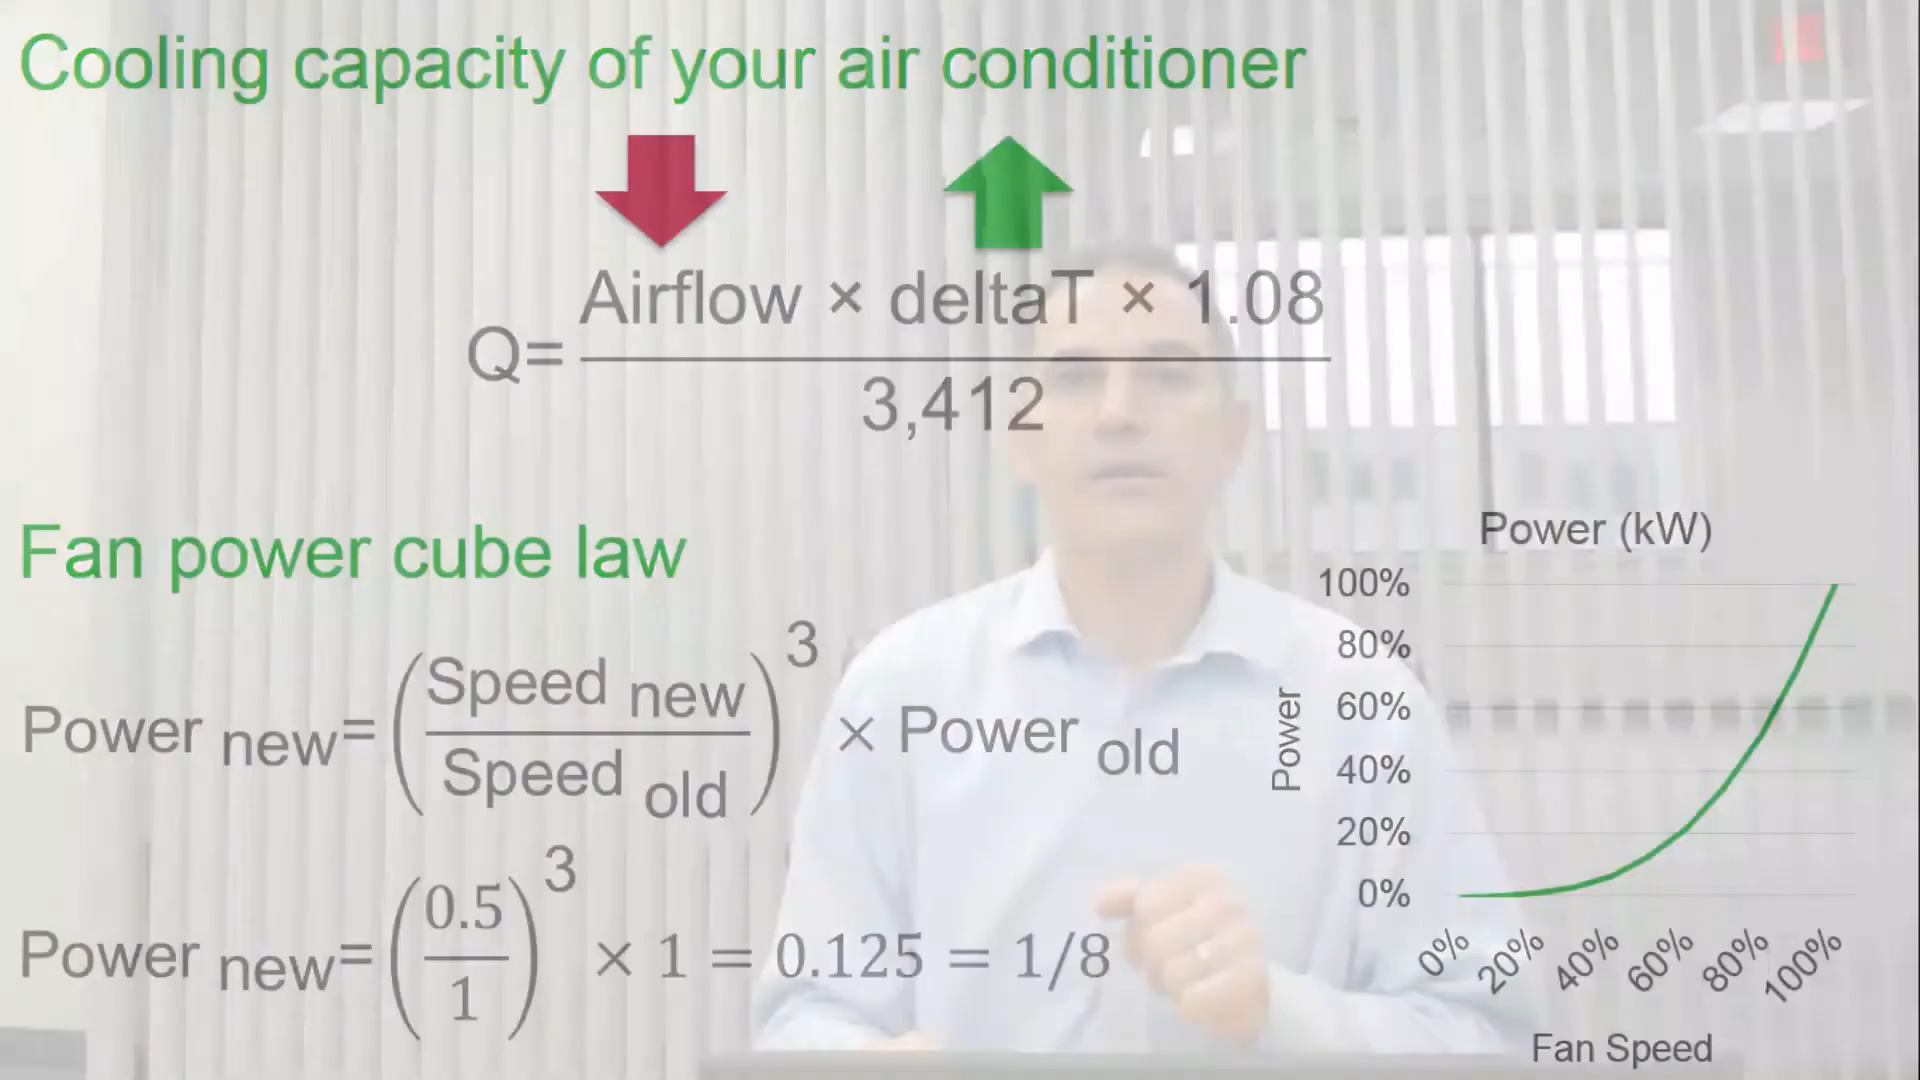 Cooling capacity of your air conditioner
Q= Airflow × deltaT × 1.08
3,412
Fan power cube law
Power new= (Speed new / Speed old)3 × Power old
Power new= (0.5 / 1)3 × 1 = 0.125 = 1/8
Power (kW)
100%
80%
60%
40%
20%
0%
Power
0% 20% 40% 60% 80% 100%
Fan Speed